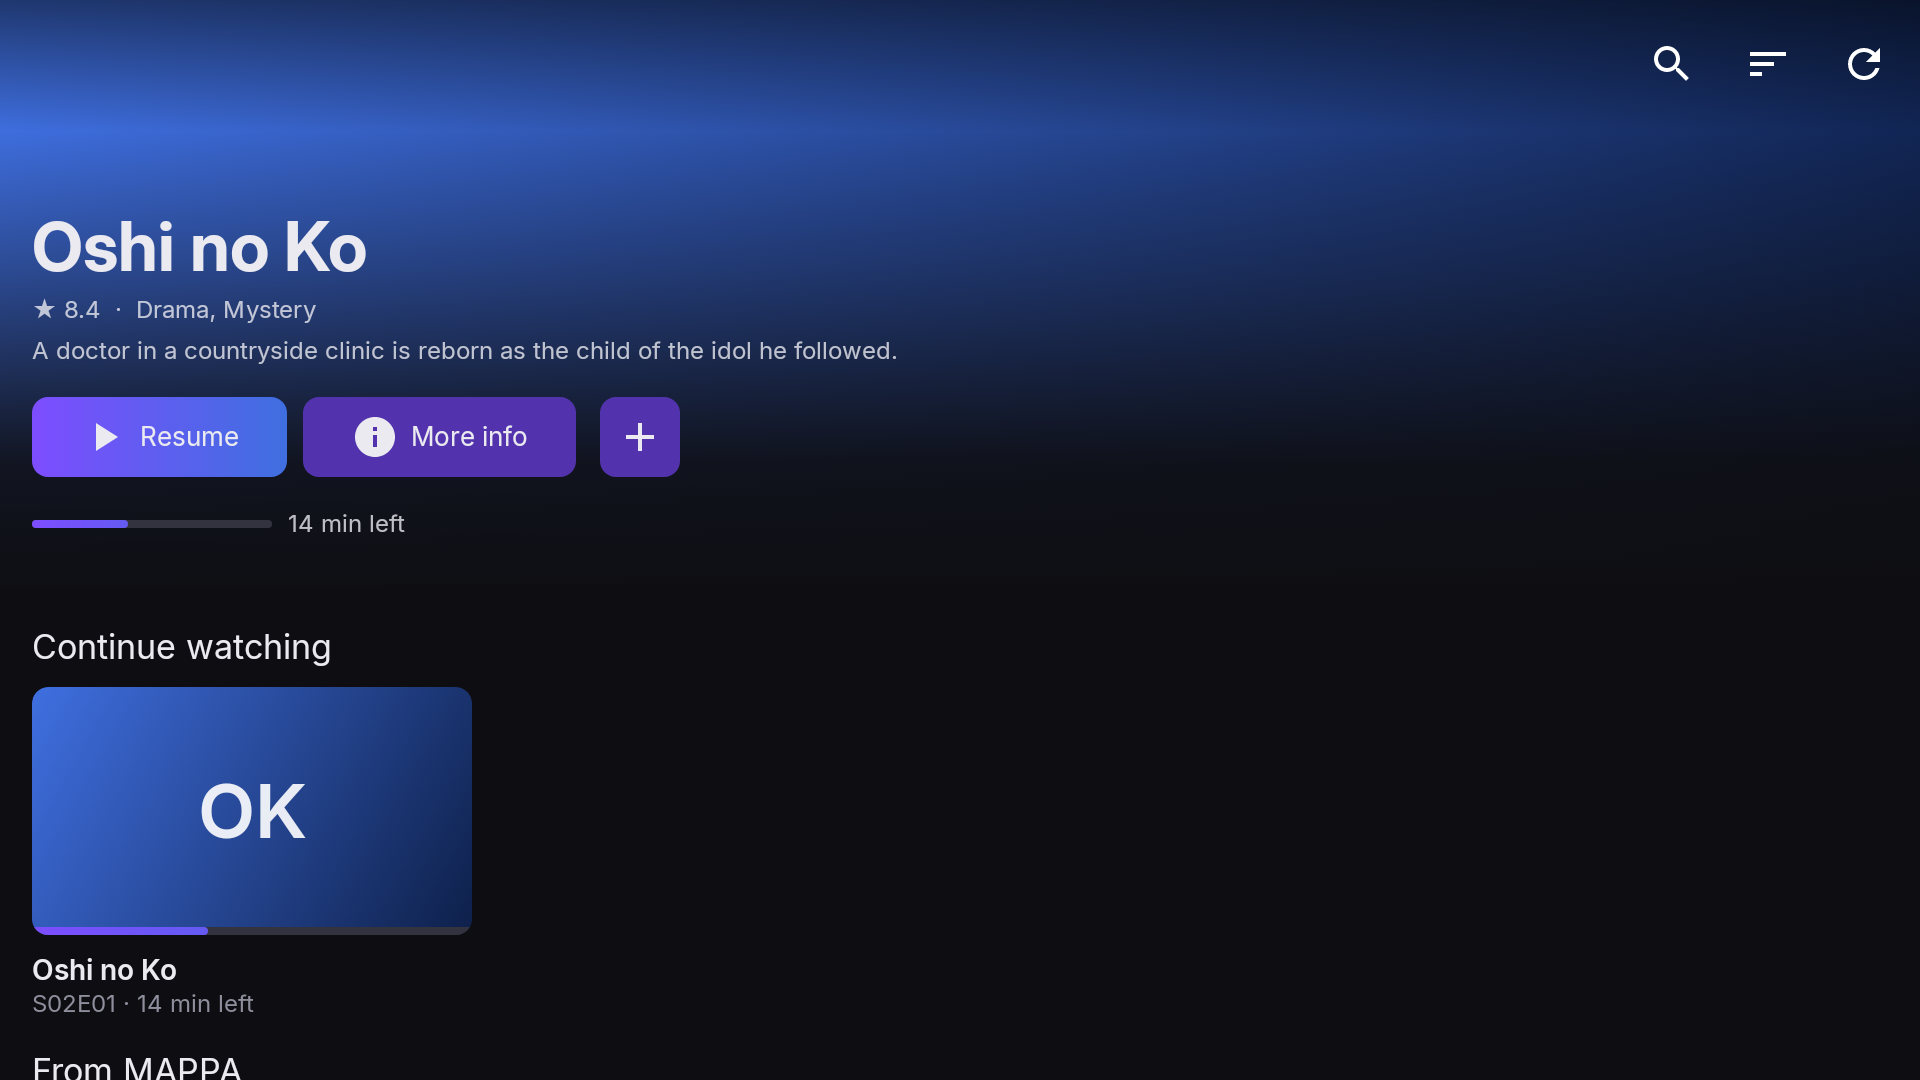 Oshi no Ko
★ 8.4 · Drama, Mystery
A doctor in a countryside clinic is reborn as the child of the idol he followed.
Resume
More info
14 min left
Continue watching
OK
Oshi no Ko
S02E01 · 14 min left
From MAPPA